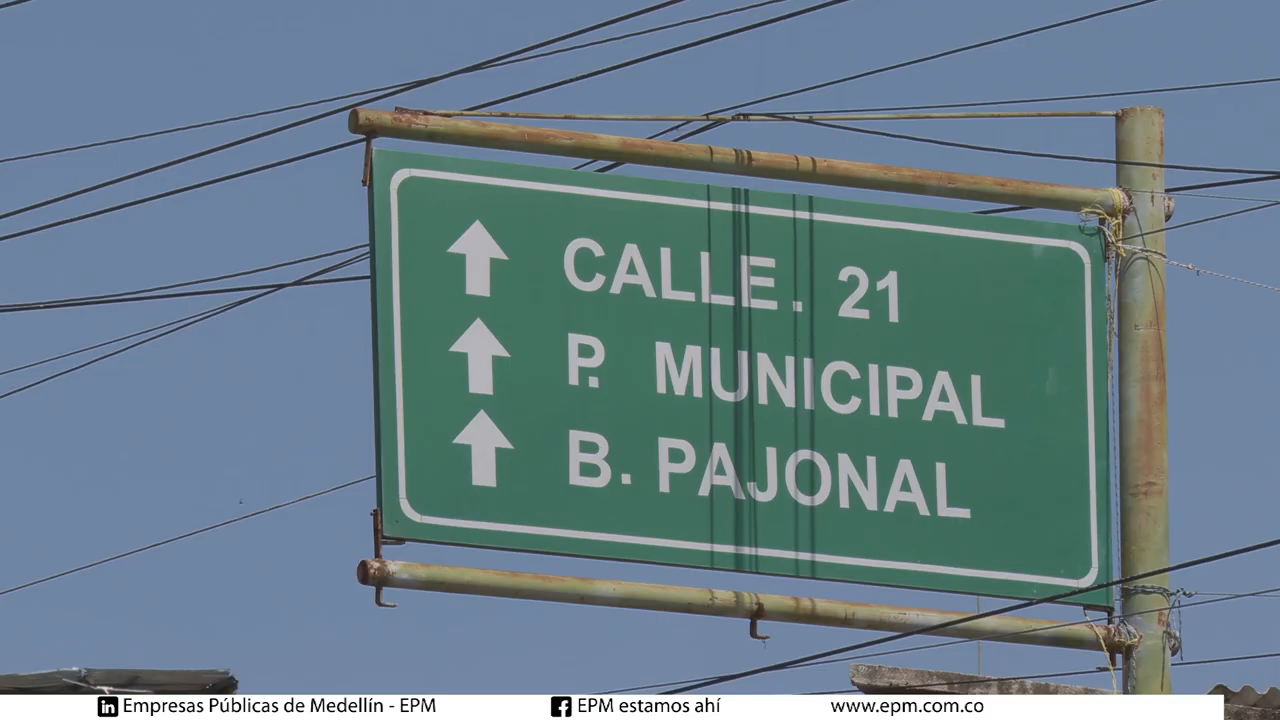 CALLE. 21
P. MUNICIPAL
B. PAJONAL
Empresas Públicas de Medellín - EPM
EPM estamos ahí
www.epm.com.co